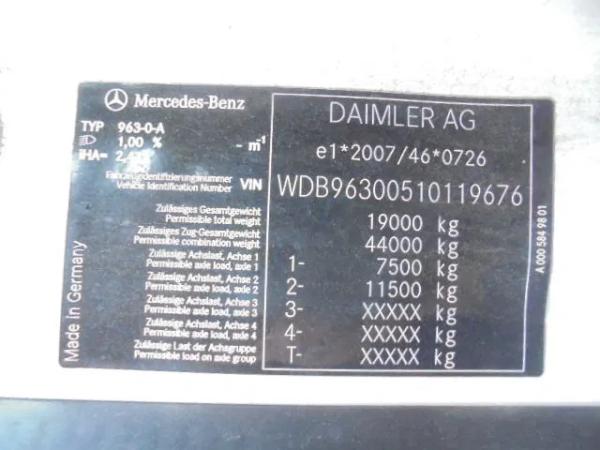 Mercedes-Benz
DAIMLER AG
TYP 963-0-A
1,00 % - m-1
IHA= 2,4
e1*2007/46*0726
Fahrzeugidentifizierungsnummer
Vehicle Identification Number VIN WDB96300510119676
Zulässiges Gesamtgewicht
Permissible total weight 19000 kg
Zulässiges Zug-Gesamtgewicht
Permissible combination weight 44000 kg
Zulässige Achslast, Achse 1
Permissible axle load, axle 1 1- 7500 kg
Zulässige Achslast, Achse 2
Permissible axle load, axle 2 2- 11500 kg
Zulässige Achslast, Achse 3
Permissible axle load, axle 3 3- XXXXX kg
Zulässige Achslast, Achse 4
Permissible axle load, axle 4 4- XXXXX kg
Zulässige Last der Achsgruppe
Permissible load on axle group T- XXXXX kg
Made in Germany
A 000 584 98 01